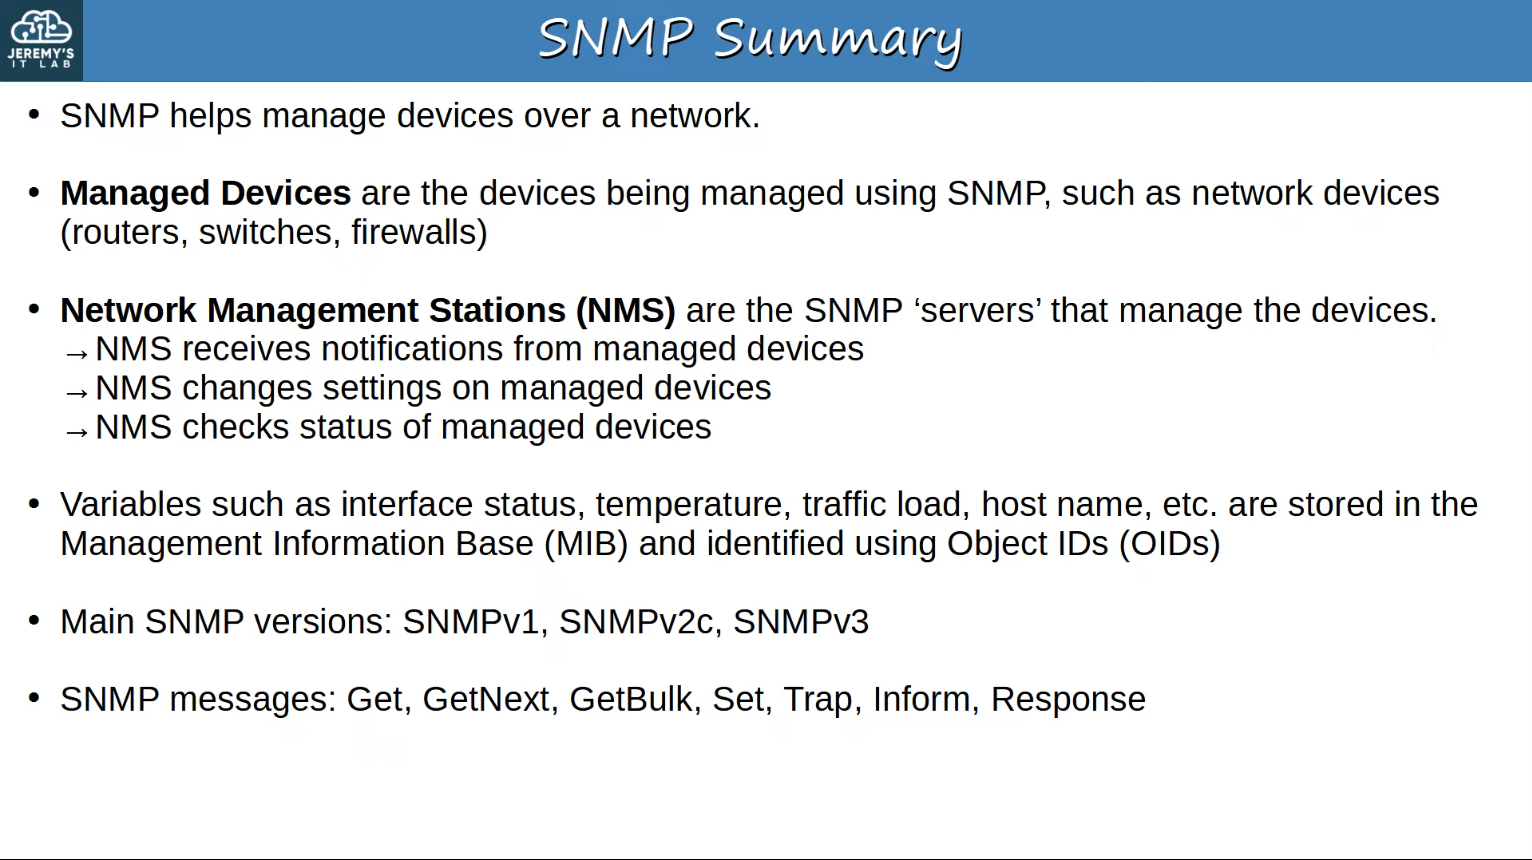 JEREMY'S
IT LAB
SNMP Summary
• SNMP helps manage devices over a network.
• Managed Devices are the devices being managed using SNMP, such as network devices
(routers, switches, firewalls)
• Network Management Stations (NMS) are the SNMP ‘servers’ that manage the devices.
→NMS receives notifications from managed devices
→NMS changes settings on managed devices
→NMS checks status of managed devices
• Variables such as interface status, temperature, traffic load, host name, etc. are stored in the
Management Information Base (MIB) and identified using Object IDs (OIDs)
• Main SNMP versions: SNMPv1, SNMPv2c, SNMPv3
• SNMP messages: Get, GetNext, GetBulk, Set, Trap, Inform, Response